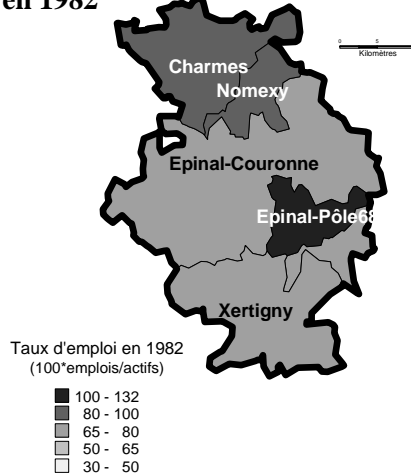 en 1982
0 5
Kilomètres
Charmes
Nomexy
Epinal-Couronne
Epinal-Pôle68
Xertigny
Taux d'emploi en 1982
(100*emplois/actifs)
100 - 132
80 - 100
65 - 80
50 - 65
30 - 50